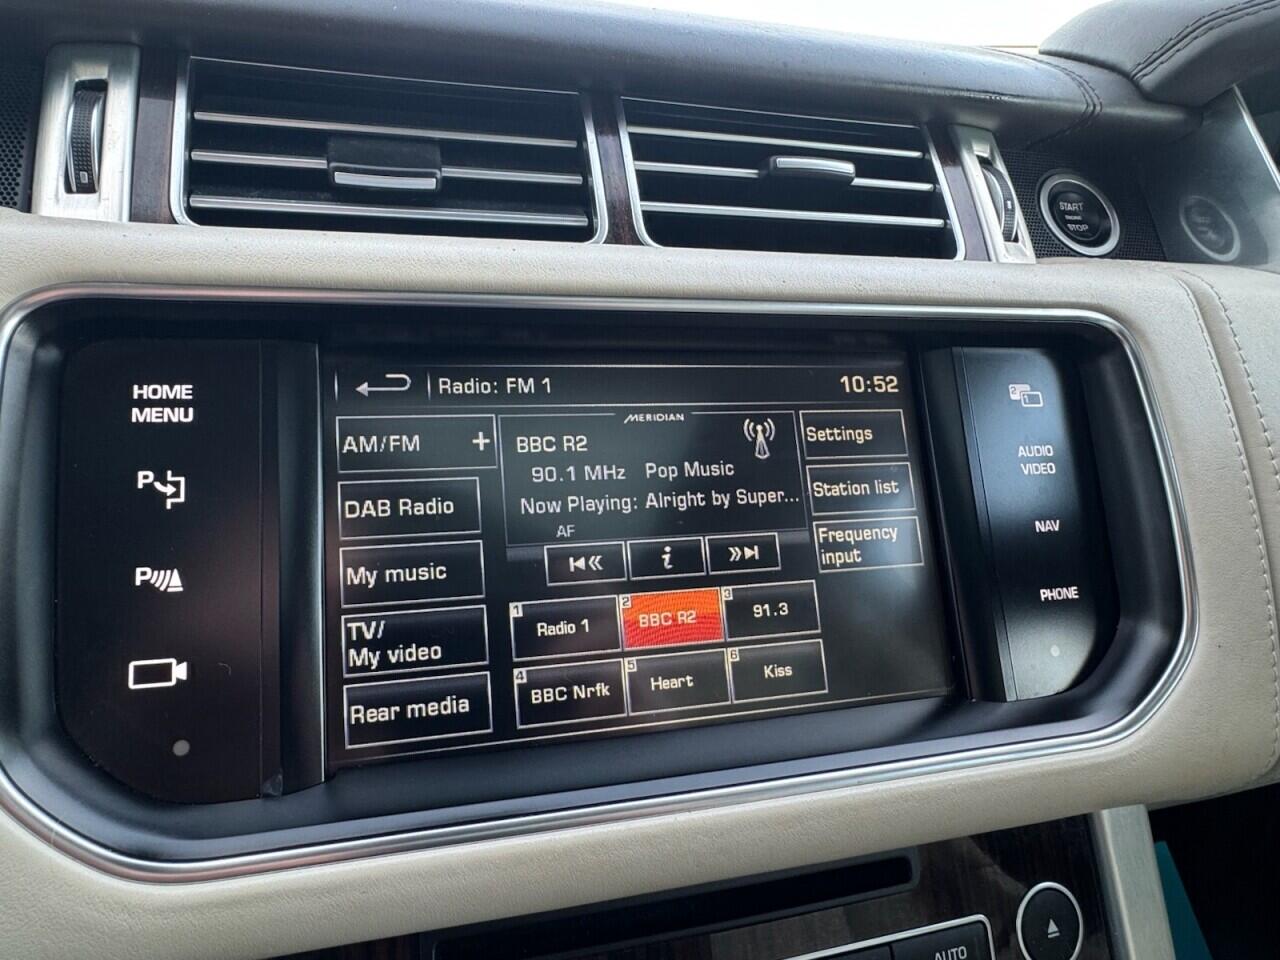 START
ENGINE
STOP
HOME
MENU
P
P
Radio: FM 1
10:52
AM/FM +
DAB Radio
My music
TV/
My video
Rear media
MERIDIAN
BBC R2
90.1 MHz Pop Music
Now Playing: Alright by Super...
AF
i
1 Radio 1
2 BBC R2
3 91.3
4 BBC Nrfk
5 Heart
6 Kiss
Settings
Station list
Frequency
input
2 1
AUDIO
VIDEO
NAV
PHONE
AUTO